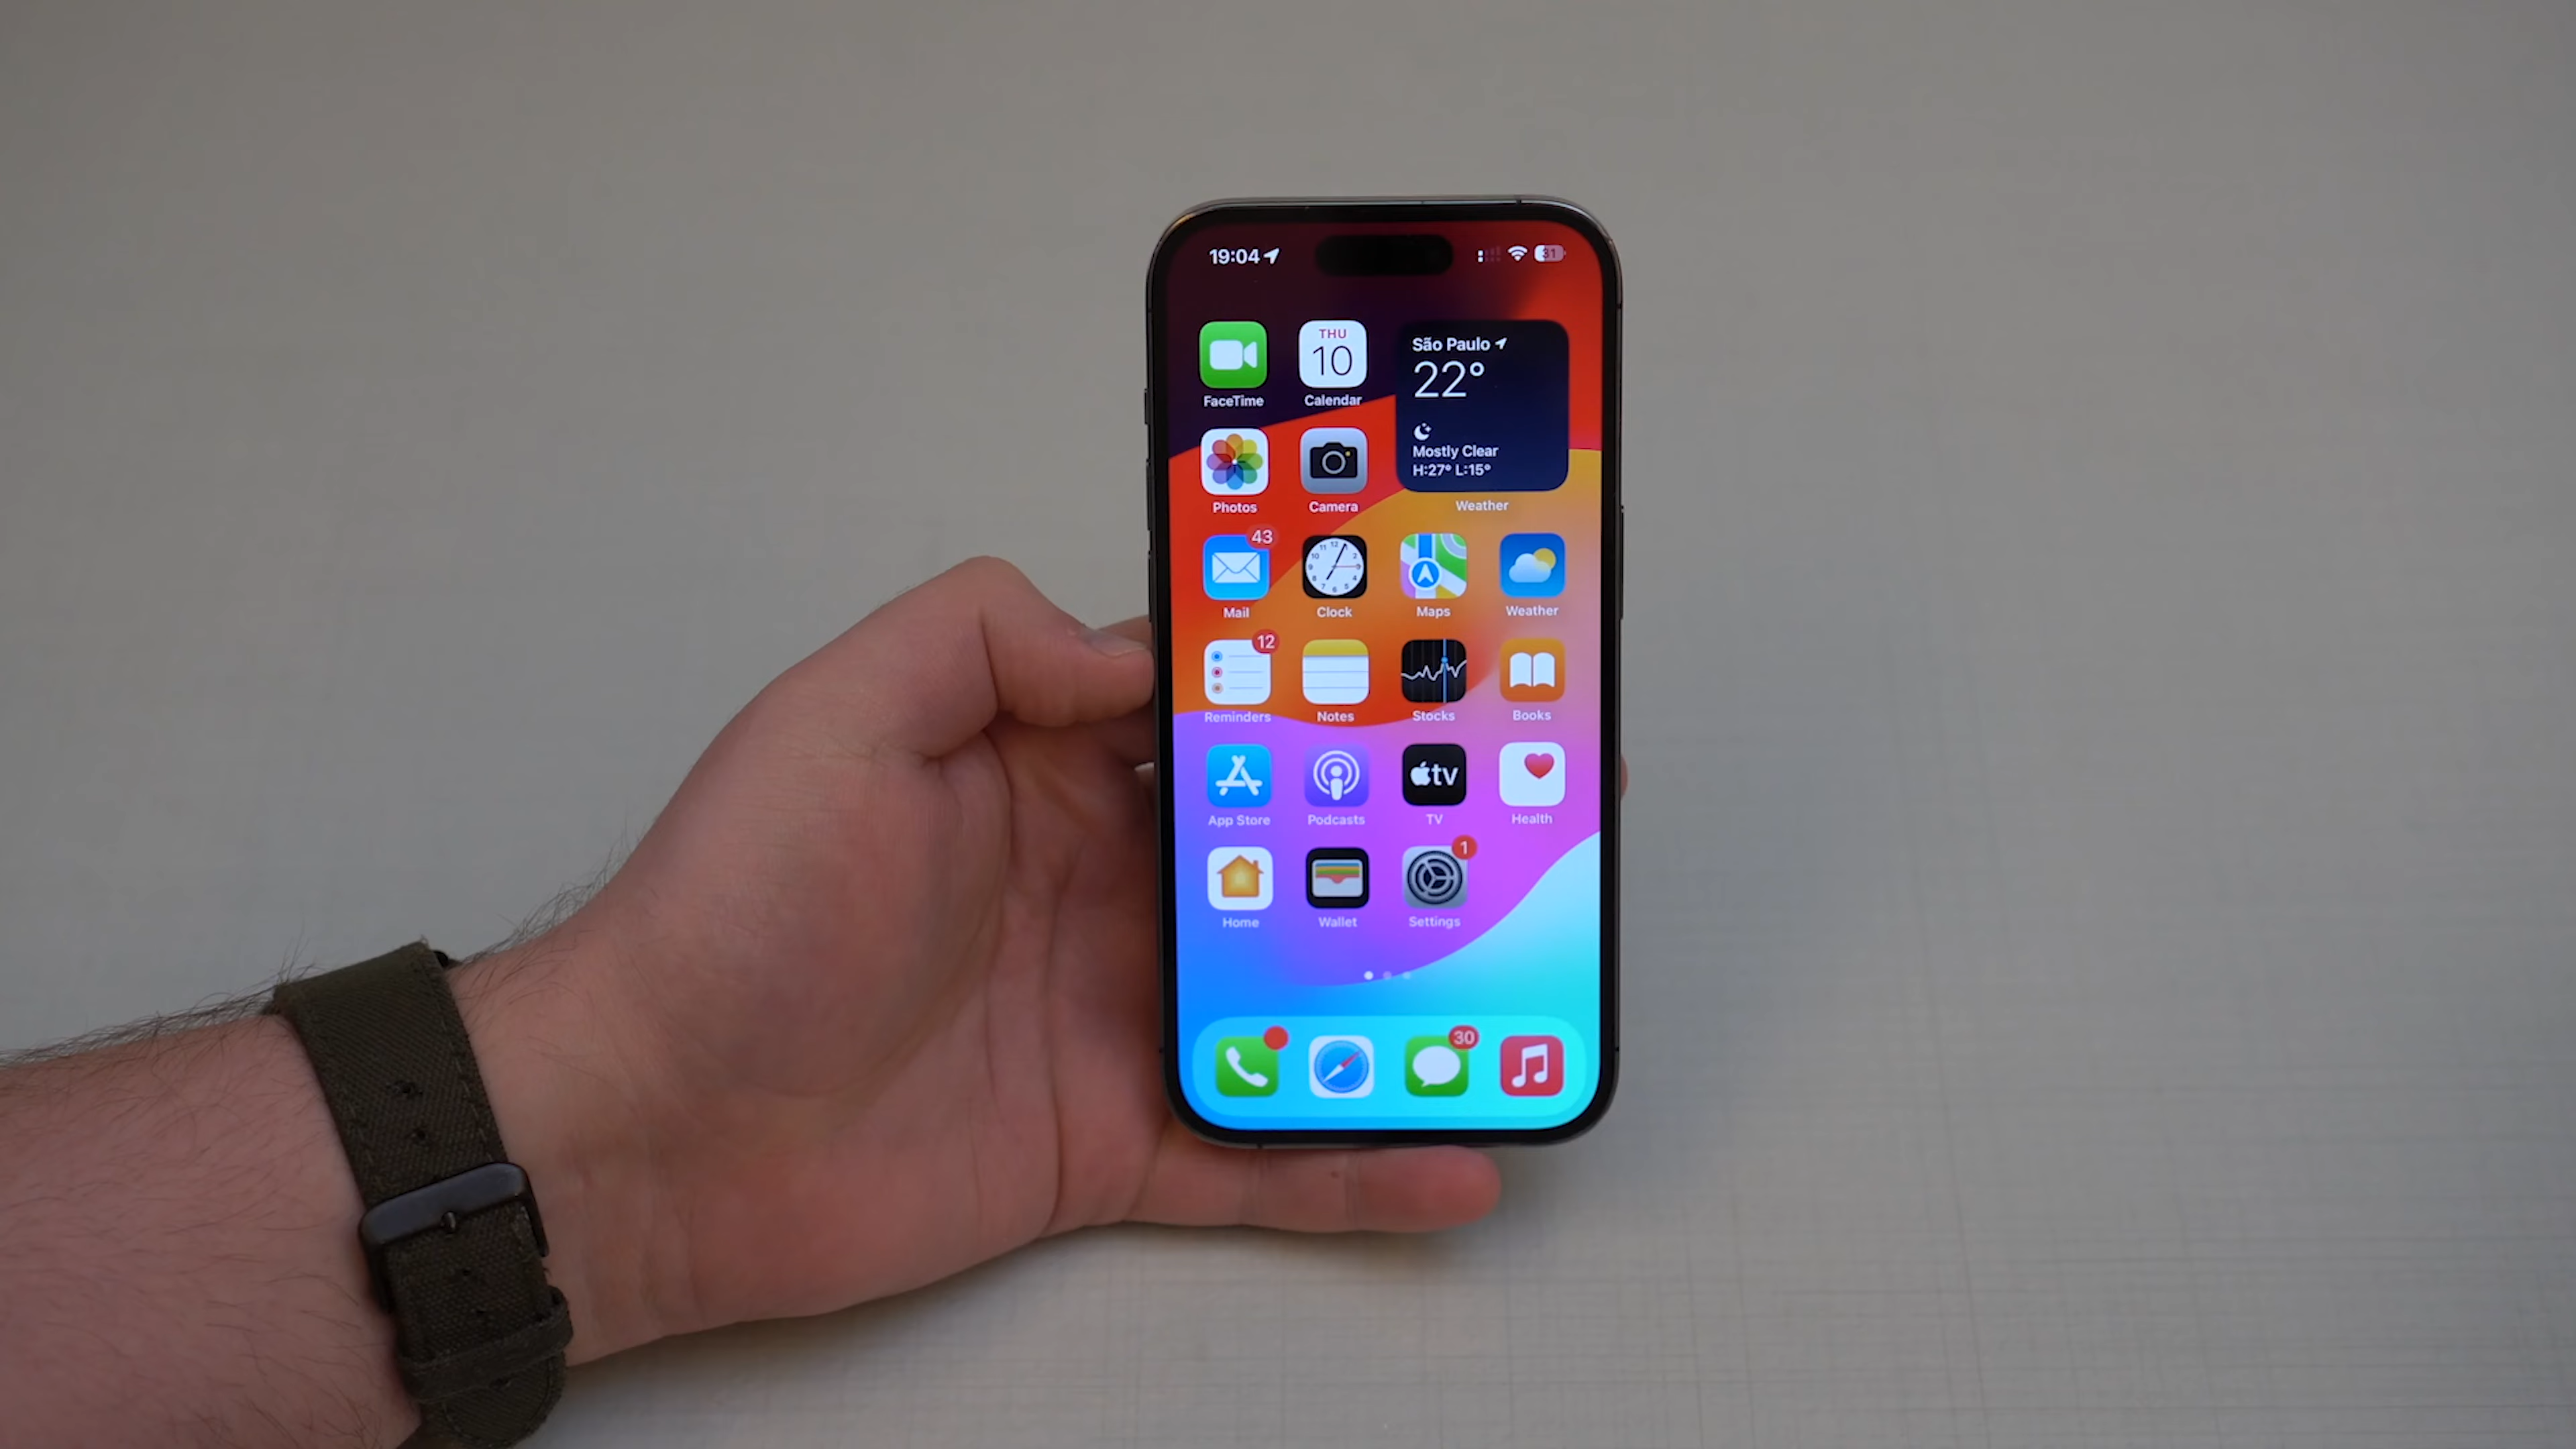 19:04
31
THU
10
FaceTime
Calendar
São Paulo
22°
Mostly Clear
H:27° L:15°
Photos
Camera
Weather
43
Mail
Clock
Maps
Weather
12
Reminders
Notes
Stocks
Books
tv
App Store
Podcasts
TV
Health
1
Home
Wallet
Settings
30